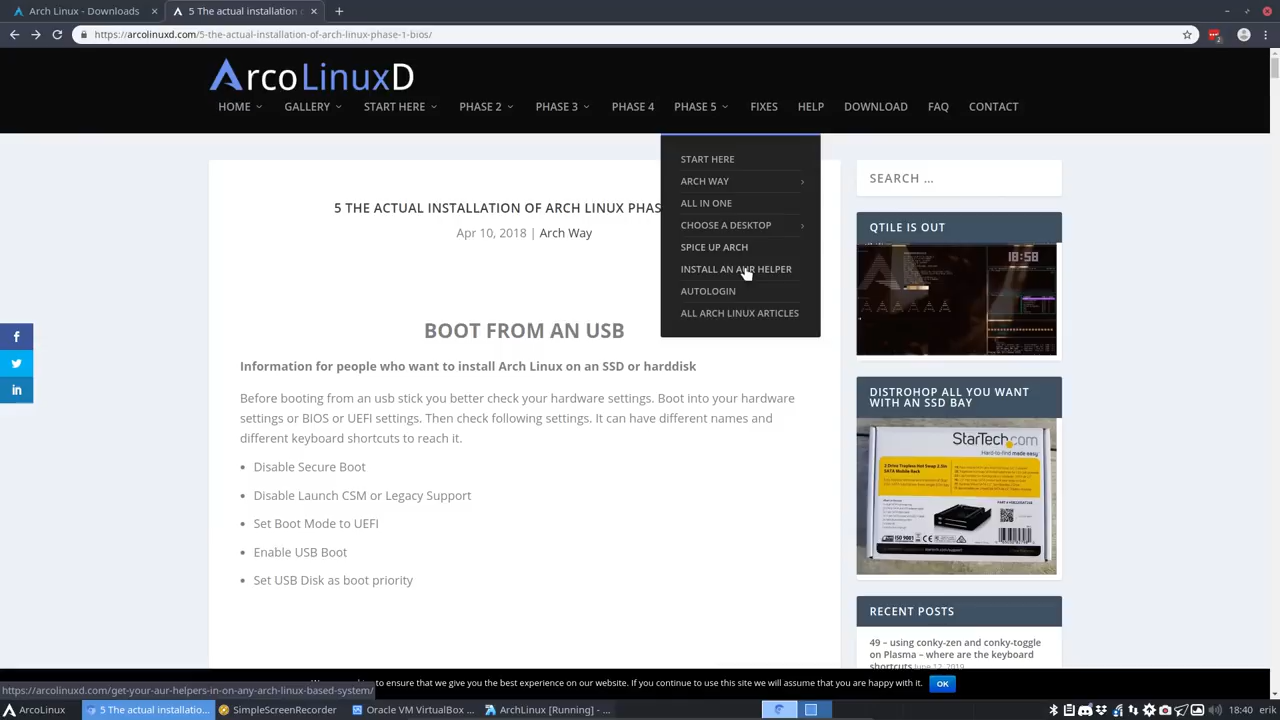 ArcoLinux - Downloads
5 The actual installation o
https://arcolinuxd.com/5-the-actual-installation-of-arch-linux-phase-1-bios/
2
ArcoLinuxD
HOME GALLERY START HERE PHASE 2 PHASE 3 PHASE 4 PHASE 5 FIXES HELP DOWNLOAD FAQ CONTACT
START HERE
ARCH WAY
ALL IN ONE
CHOOSE A DESKTOP
SPICE UP ARCH
INSTALL AN AUR HELPER
AUTOLOGIN
ALL ARCH LINUX ARTICLES
5 THE ACTUAL INSTALLATION OF ARCH LINUX PHAS
Apr 10, 2018 | Arch Way
BOOT FROM AN USB
Information for people who want to install Arch Linux on an SSD or harddisk
Before booting from an usb stick you better check your hardware settings. Boot into your hardware
settings or BIOS or UEFI settings. Then check following settings. It can have different names and
different keyboard shortcuts to reach it.
• Disable Secure Boot
• Disable Launch CSM or Legacy Support
• Set Boot Mode to UEFI
• Enable USB Boot
• Set USB Disk as boot priority
SEARCH ...
QTILE IS OUT
18:58
DISTROHOP ALL YOU WANT
WITH AN SSD BAY
StarTech.com
Hard-to-find made easy
RECENT POSTS
49 – using conky-zen and conky-toggle
on Plasma – where are the keyboard
shortcuts June 12, 2019
to ensure that we give you the best experience on our website. If you continue to use this site we will assume that you are happy with it. OK
https://arcolinuxd.com/get-your-aur-helpers-in-on-any-arch-linux-based-system/
ArcoLinux 5 The actual installatio... SimpleScreenRecorder Oracle VM VirtualBox ... ArchLinux [Running] - ... 18:40 erik